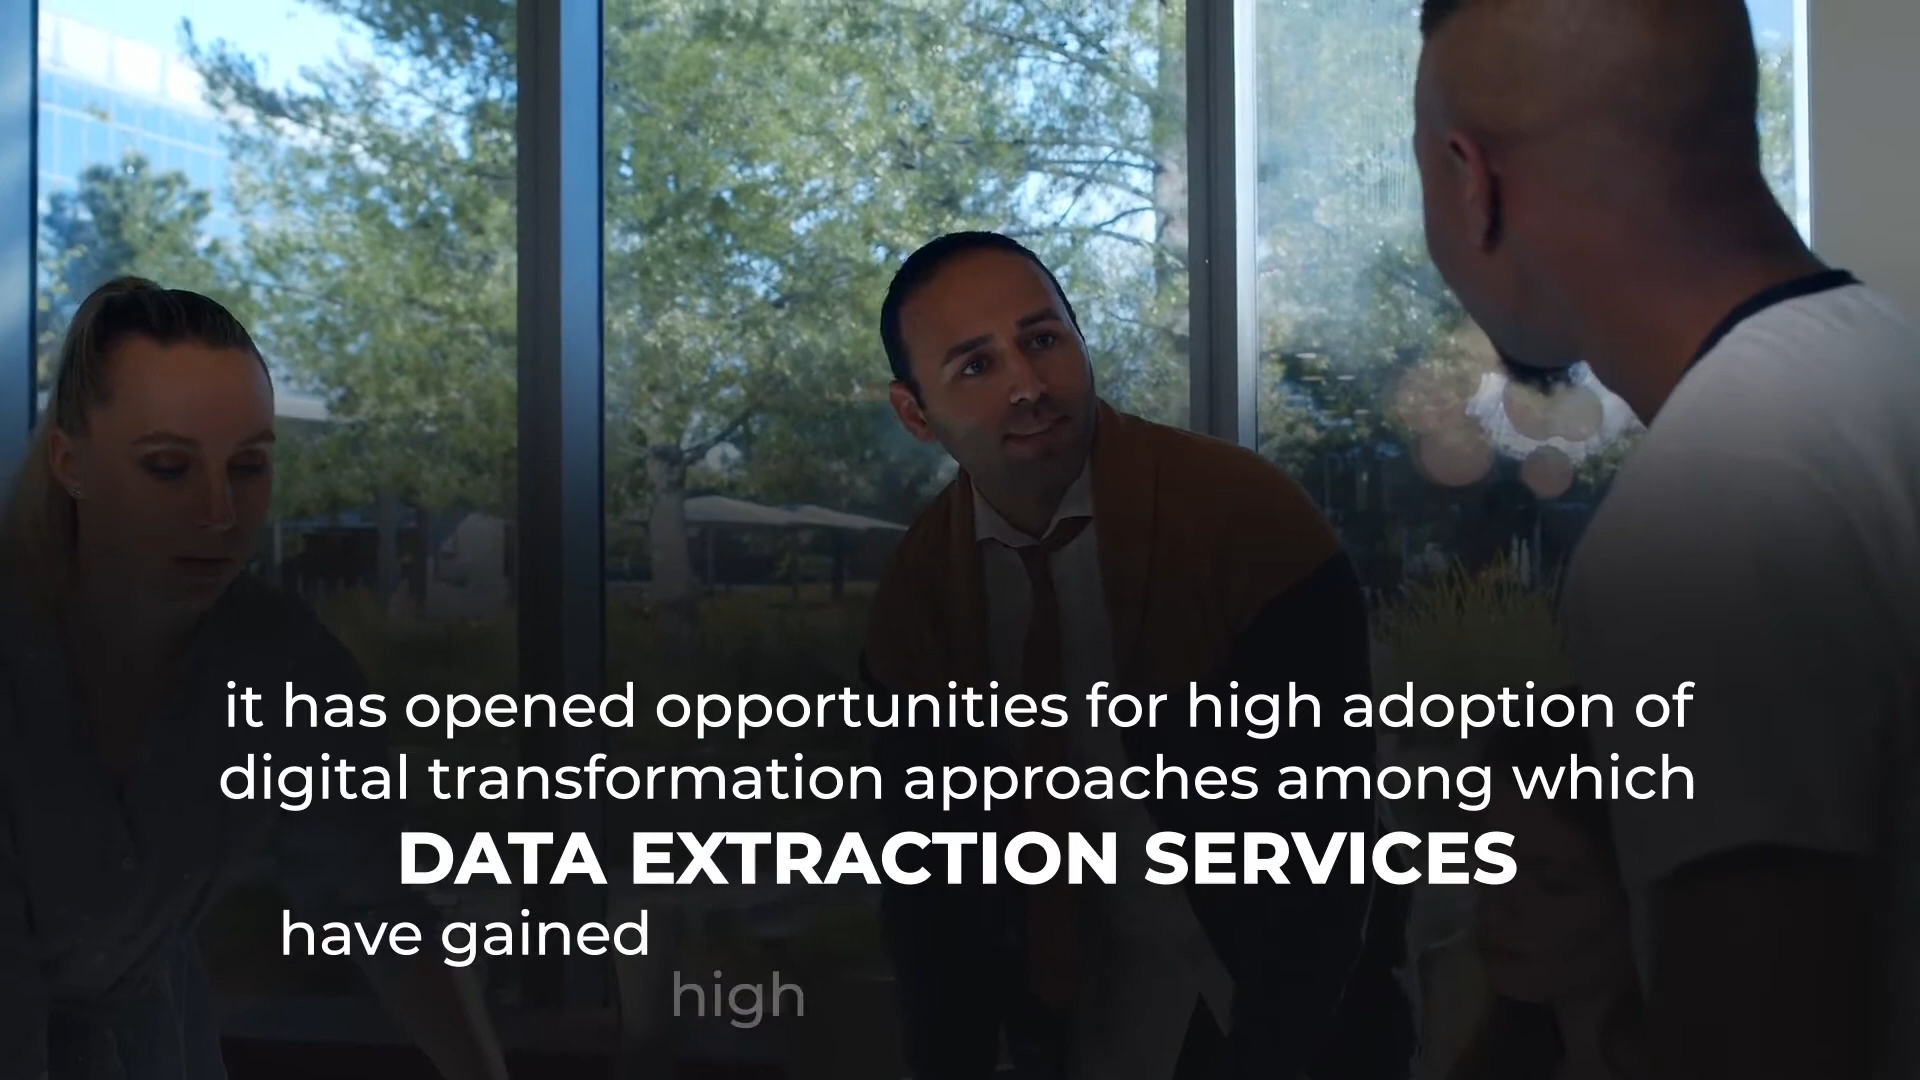 it has opened opportunities for high adoption of
digital transformation approaches among which
DATA EXTRACTION SERVICES
have gained
high